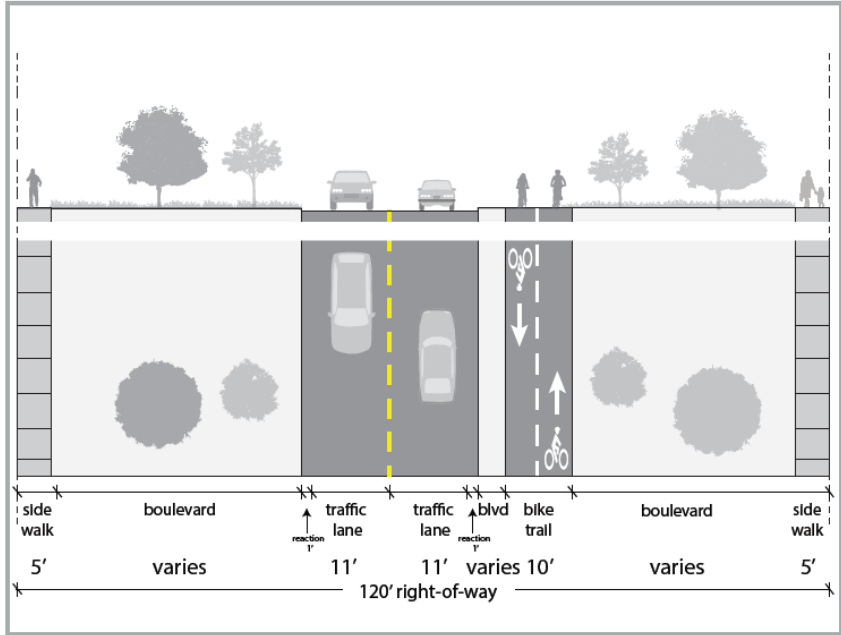 side walk
boulevard
reaction 1'
traffic lane
traffic lane
reaction 1'
blvd
bike trail
boulevard
side walk
5'
varies
11'
11'
varies
10'
varies
5'
120' right-of-way